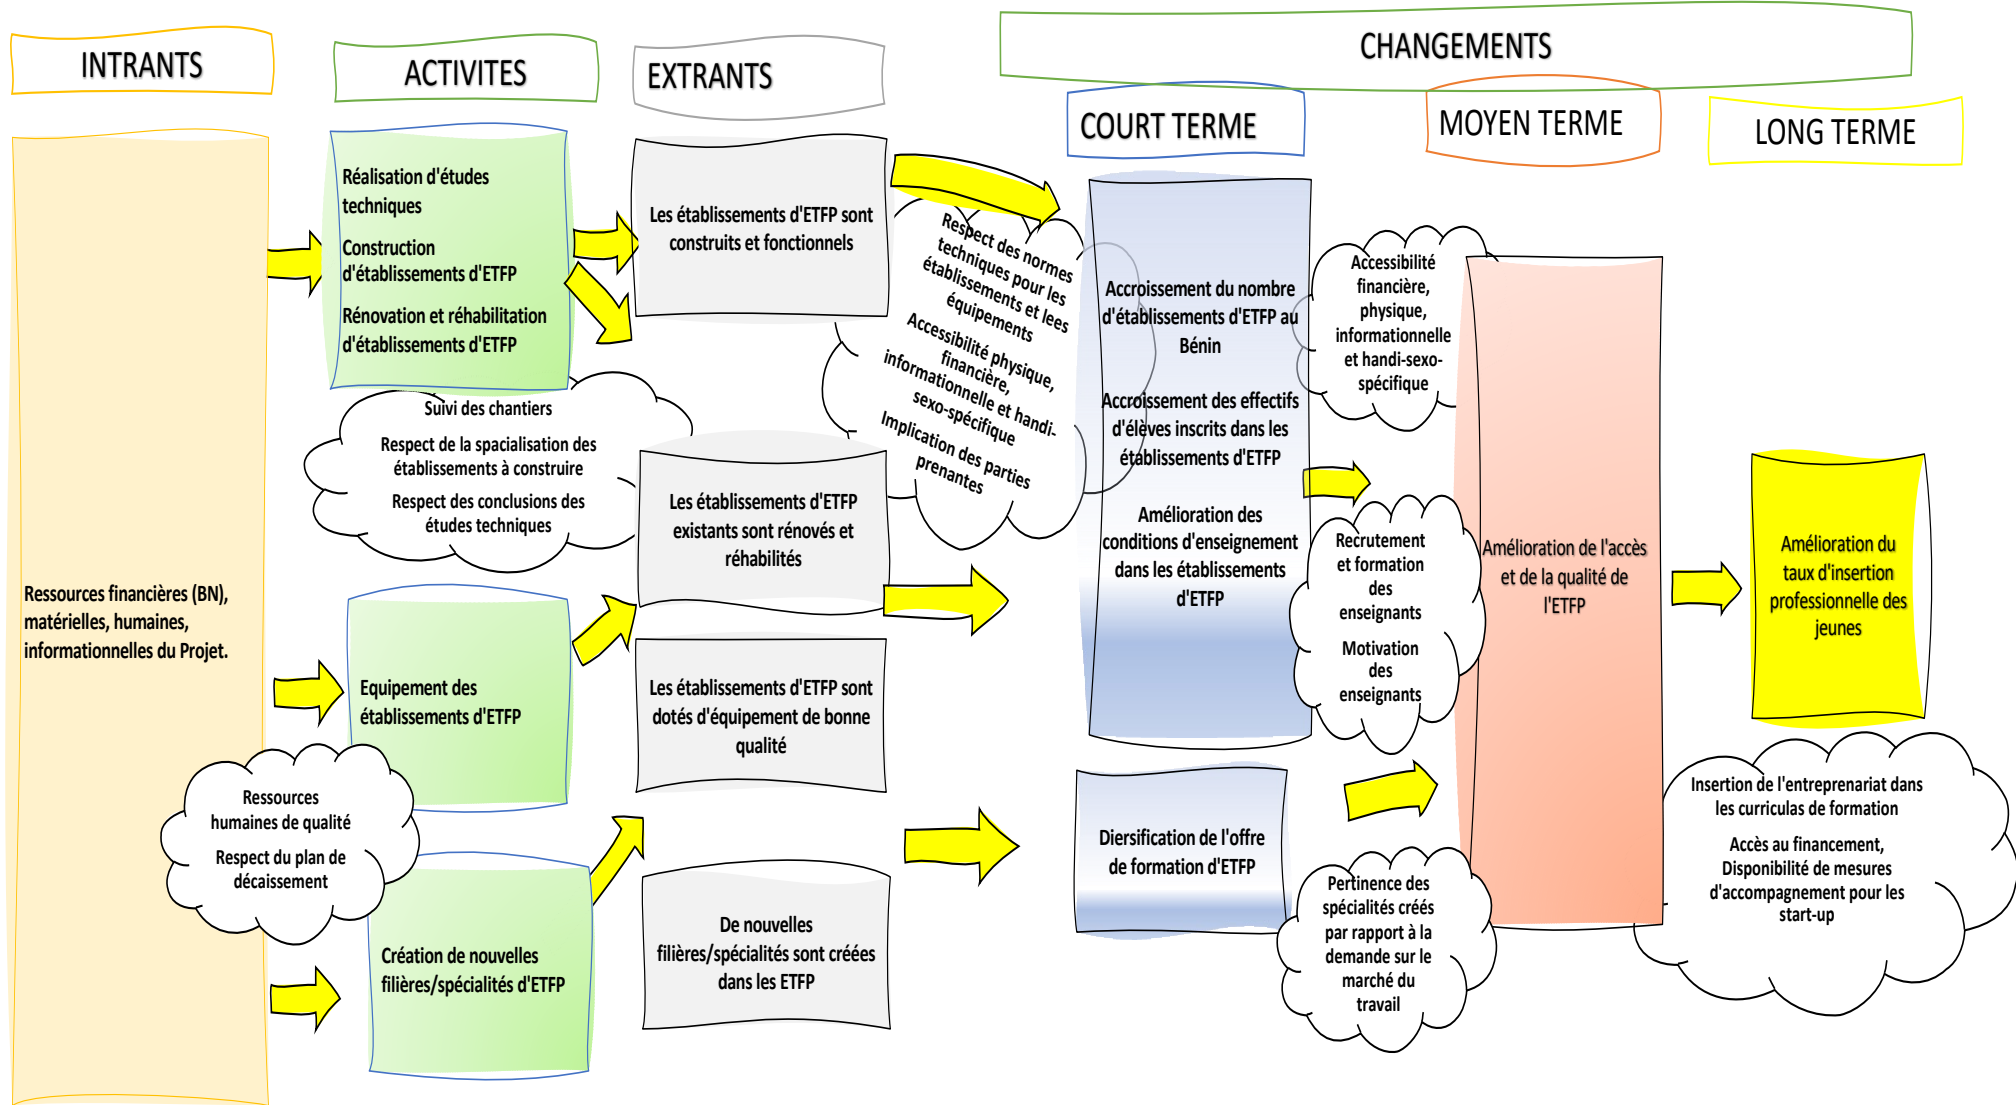 INTRANTS
ACTIVITES
EXTRANTS
CHANGEMENTS
COURT TERME
MOYEN TERME
LONG TERME
Ressources financières (BN),
matérielles, humaines,
informationnelles du Projet.
Ressources
humaines de qualité
Respect du plan de
décaissement
Réalisation d'études
techniques
Construction
d'établissements d'ETFP
Rénovation et réhabilitation
d'établissements d'ETFP
Suivi des chantiers
Respect de la spacialisation des
établissements à construire
Respect des conclusions des
études techniques
Equipement des
établissements d'ETFP
Création de nouvelles
filières/spécialités d'ETFP
Les établissements d'ETFP sont
construits et fonctionnels
Les établissements d'ETFP
existants sont rénovés et
réhabilités
Les établissements d'ETFP sont
dotés d'équipement de bonne
qualité
De nouvelles
filières/spécialités sont créées
dans les ETFP
Respect des normes
techniques pour les
établissements et lees
équipements
Accessibilité physique,
financière,
informationnelle et handi-
sexo-spécifique
Implication des parties
prenantes
Accroissement du nombre
d'établissements d'ETFP au
Bénin
Accroissement des effectifs
d'élèves inscrits dans les
établissements d'ETFP
Amélioration des
conditions d'enseignement
dans les établissements
d'ETFP
Diersification de l'offre
de formation d'ETFP
Accessibilité
financière,
physique,
informationnelle
et handi-sexo-
spécifique
Recrutement
et formation
des
enseignants
Motivation
des
enseignants
Pertinence des
spécialités créés
par rapport à la
demande sur le
marché du
travail
Amélioration de l'accès
et de la qualité de
l'ETFP
Amélioration du
taux d'insertion
professionnelle des
jeunes
Insertion de l'entreprenariat dans
les curriculas de formation
Accès au financement,
Disponibilité de mesures
d'accompagnement pour les
start-up